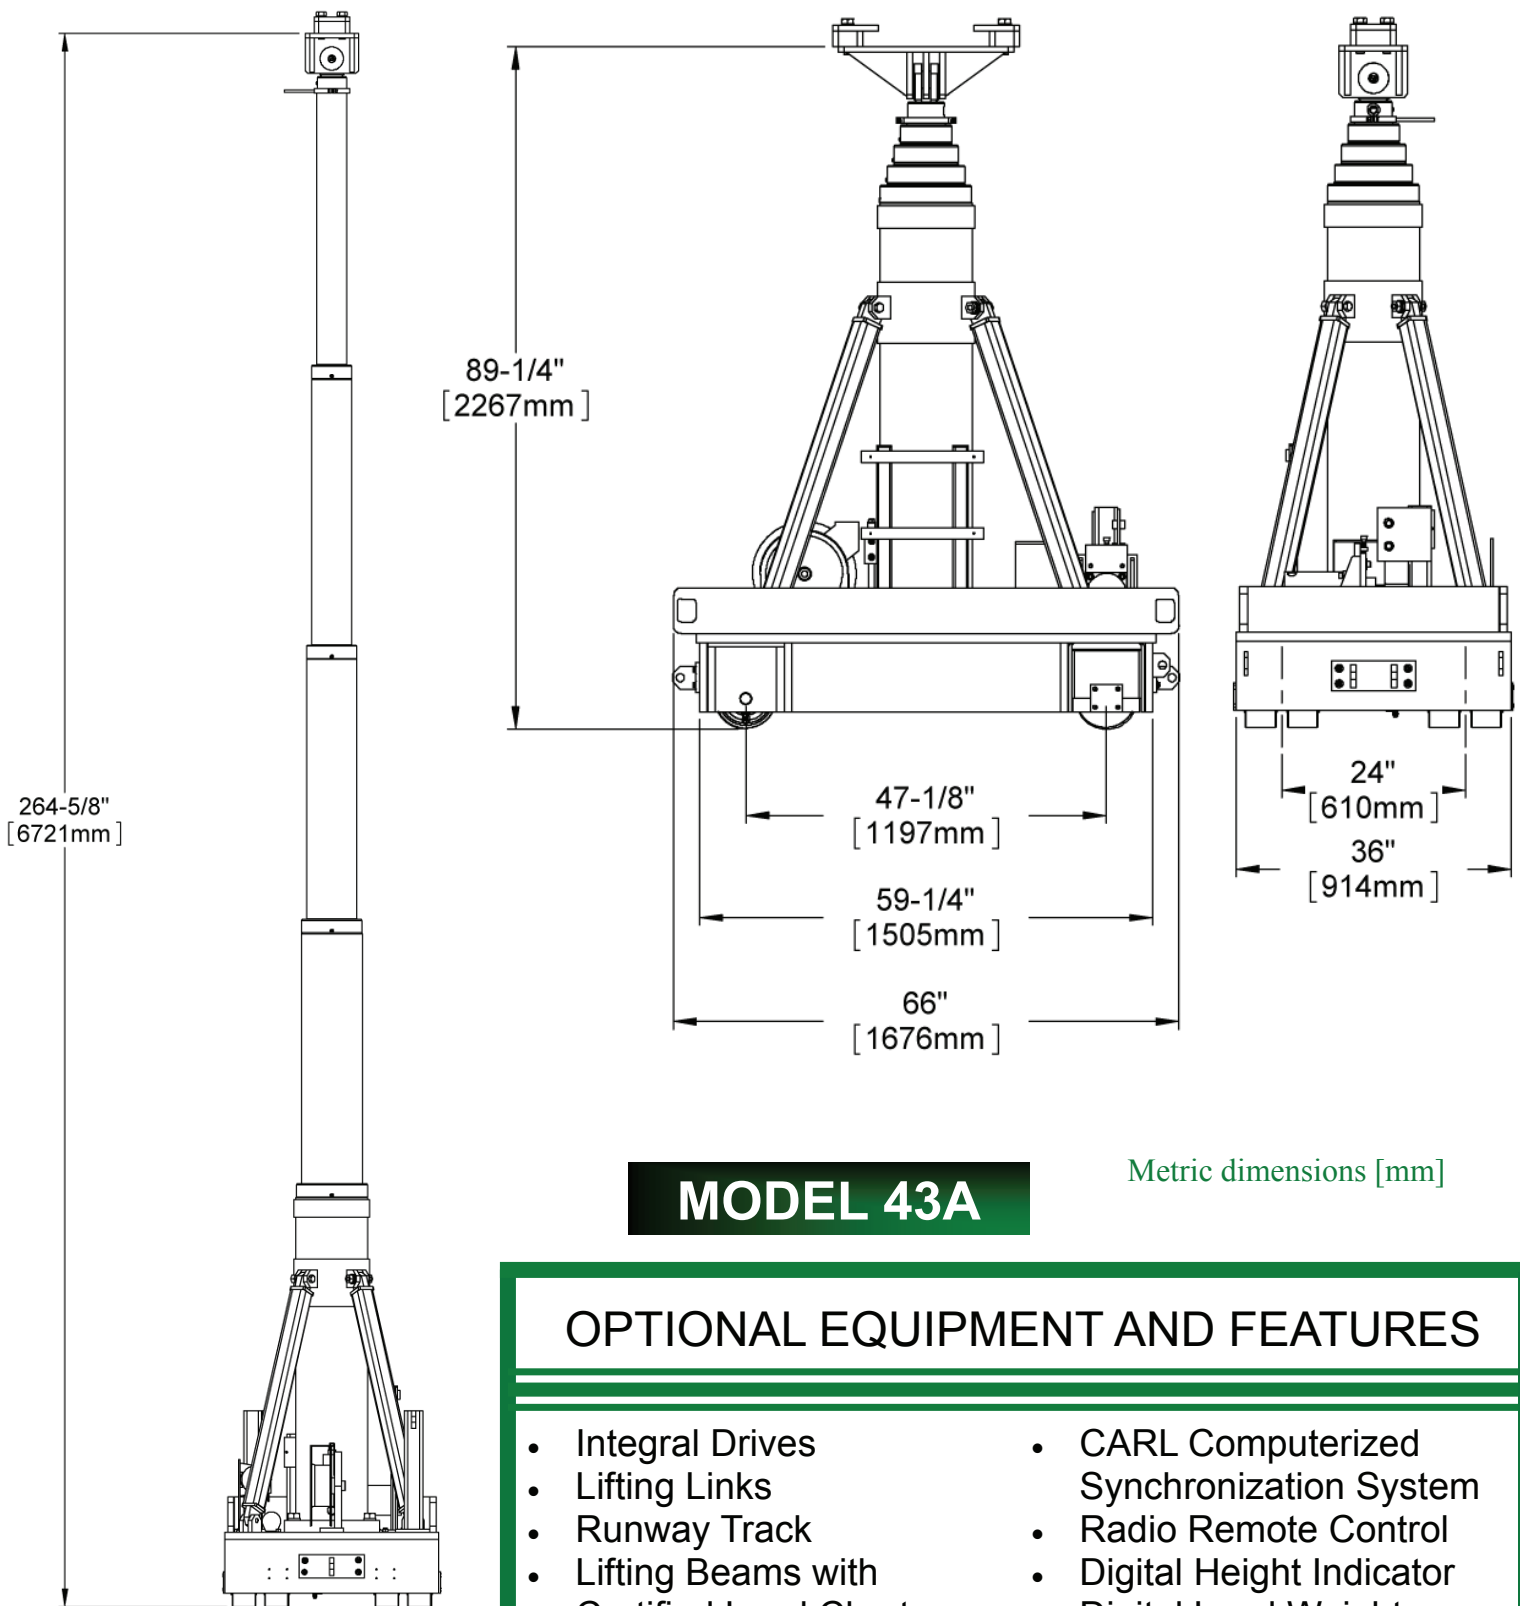 89-1/4"
[2267mm]
264-5/8"
[6721mm]
47-1/8"
[1197mm]
59-1/4"
[1505mm]
66"
[1676mm]
24"
[610mm]
36"
[914mm]
MODEL 43A
Metric dimensions [mm]
OPTIONAL EQUIPMENT AND FEATURES
• Integral Drives
• Lifting Links
• Runway Track
• Lifting Beams with
• CARL Computerized
Synchronization System
• Radio Remote Control
• Digital Height Indicator